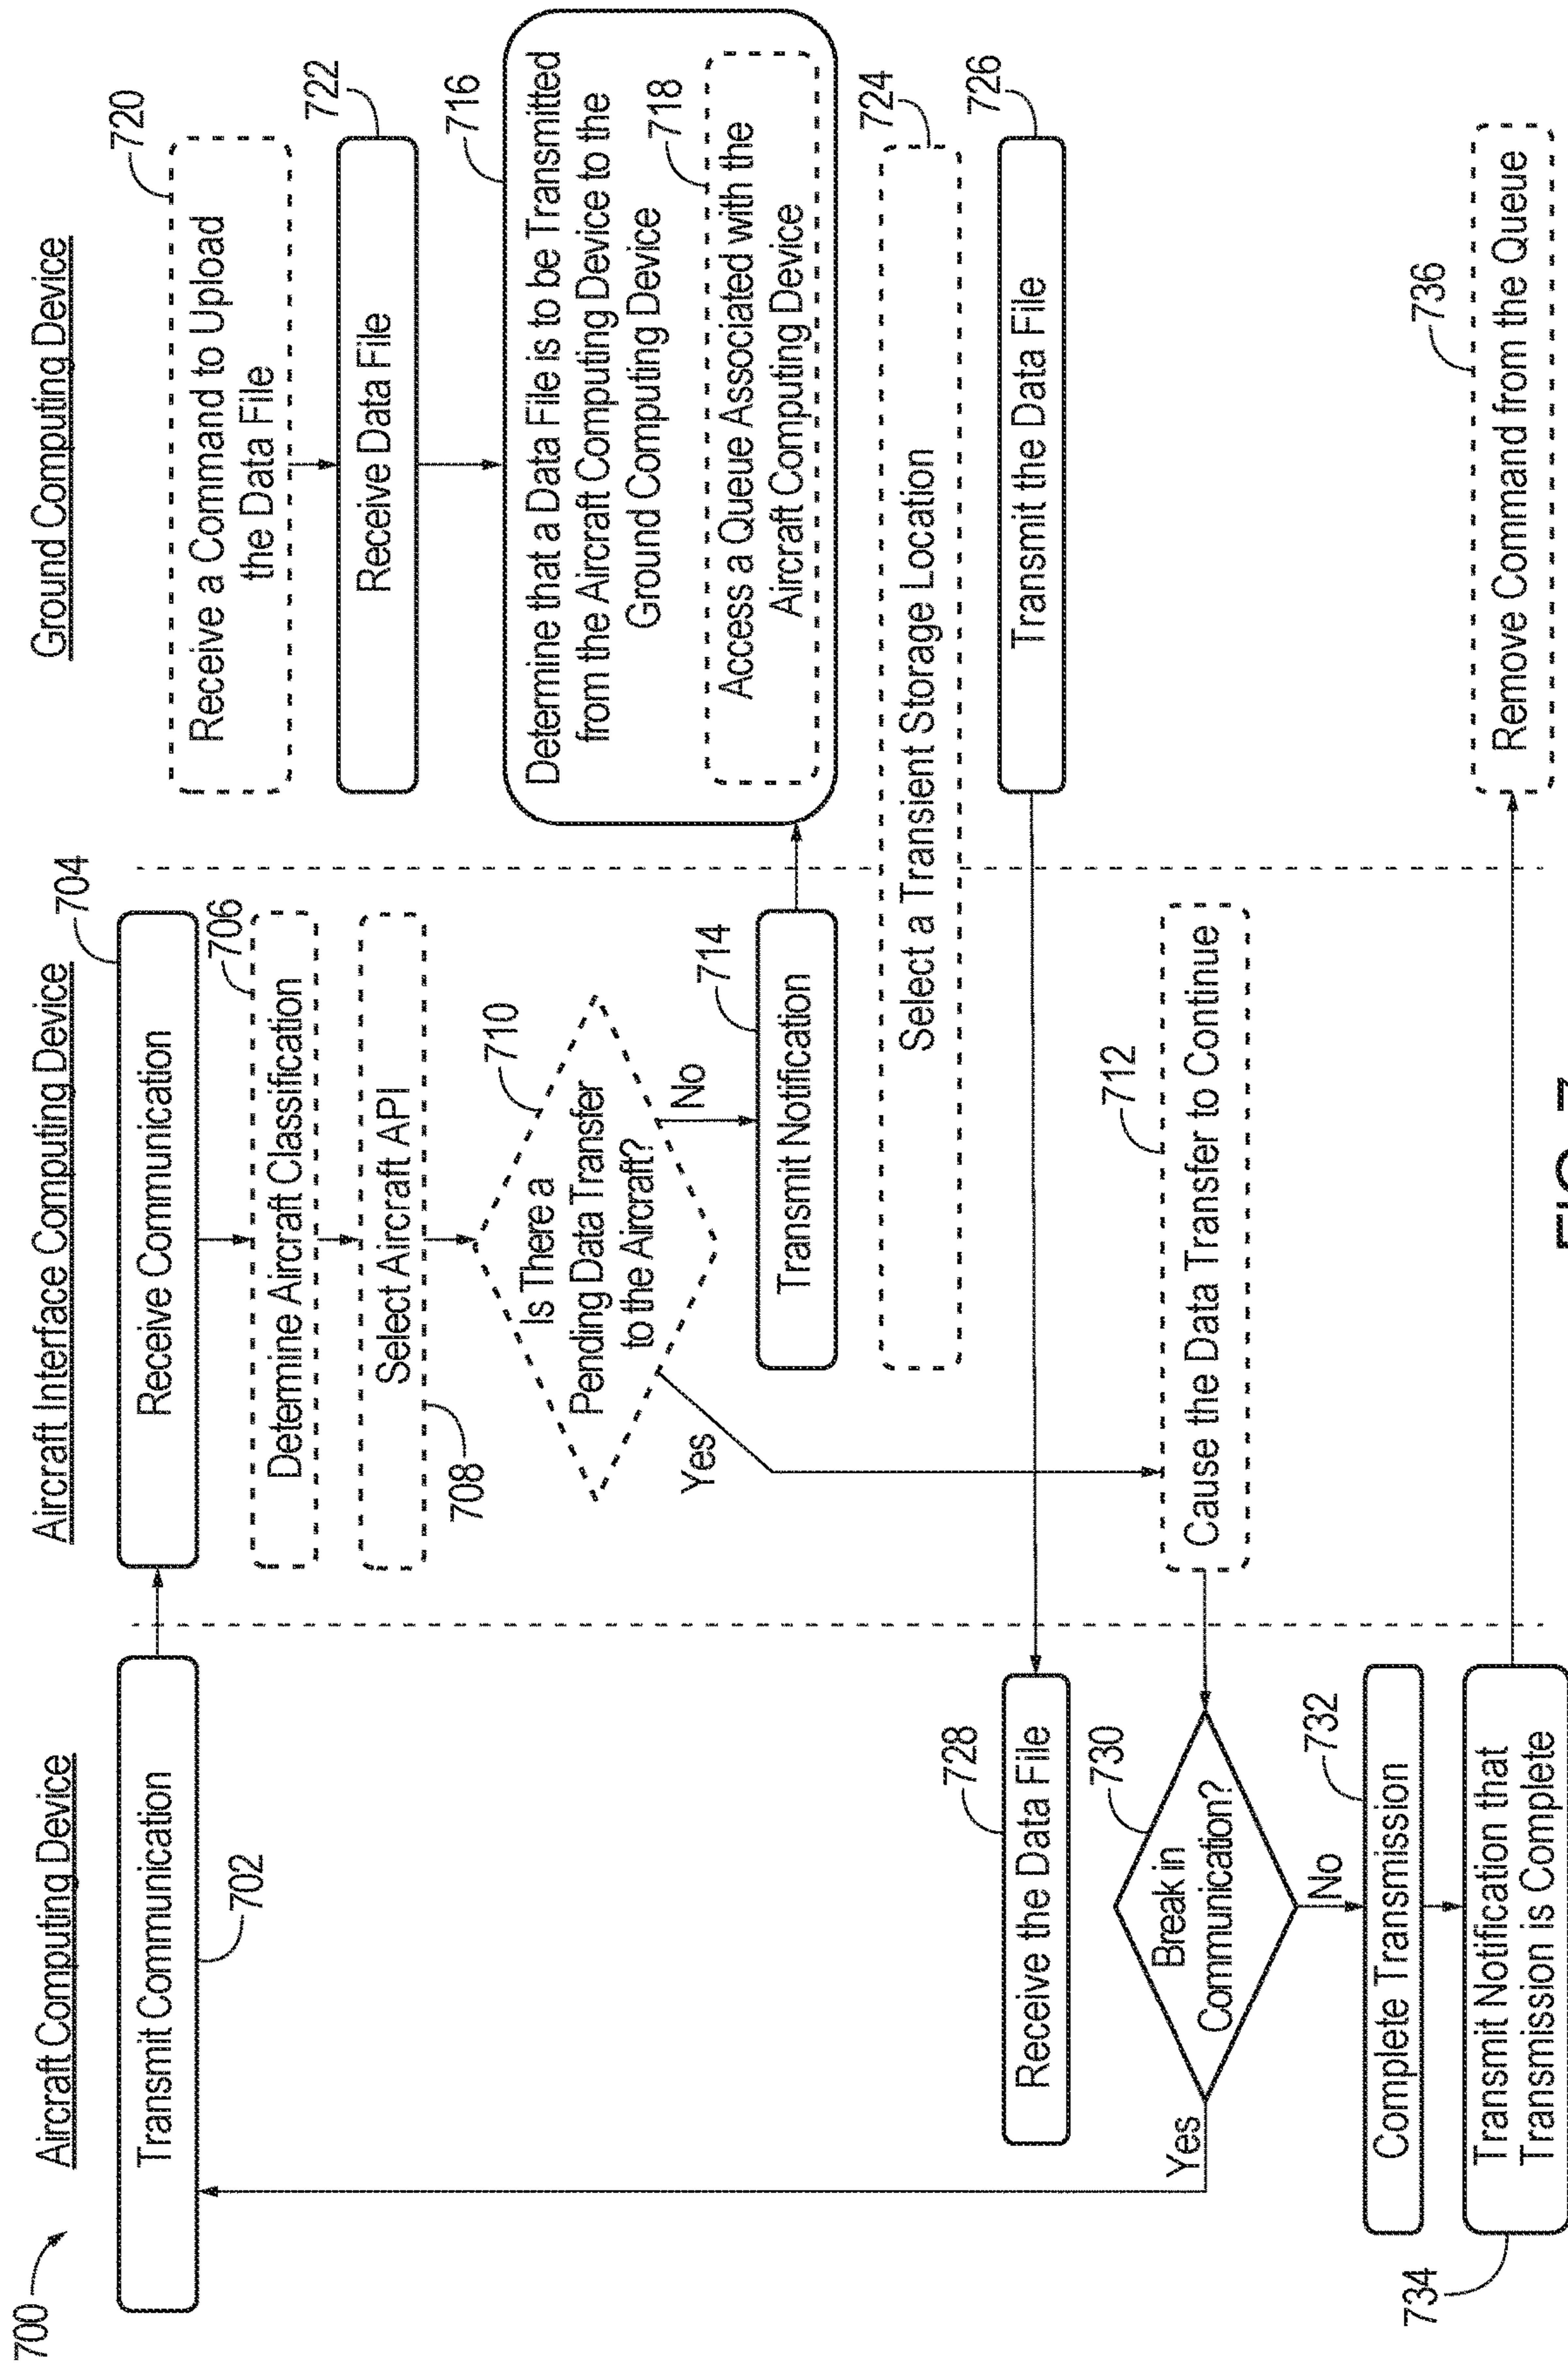 700
Aircraft Computing Device
Aircraft Interface Computing Device
Ground Computing Device
Transmit Communication
702
Receive Communication
704
Determine Aircraft Classification
706
Select Aircraft API
708
Is There a
Pending Data Transfer
to the Aircraft?
710
Yes
No
Transmit Notification
714
Receive a Command to Upload
the Data File
720
Receive Data File
722
Determine that a Data File is to be Transmitted
from the Aircraft Computing Device to the
Ground Computing Device
716
Access a Queue Associated with the
Aircraft Computing Device
718
Select a Transient Storage Location
724
Transmit the Data File
726
Receive the Data File
728
Cause the Data Transfer to Continue
712
Break in
Communication?
730
Yes
No
Complete Transmission
732
Transmit Notification that
Transmission is Complete
734
Remove Command from the Queue
736